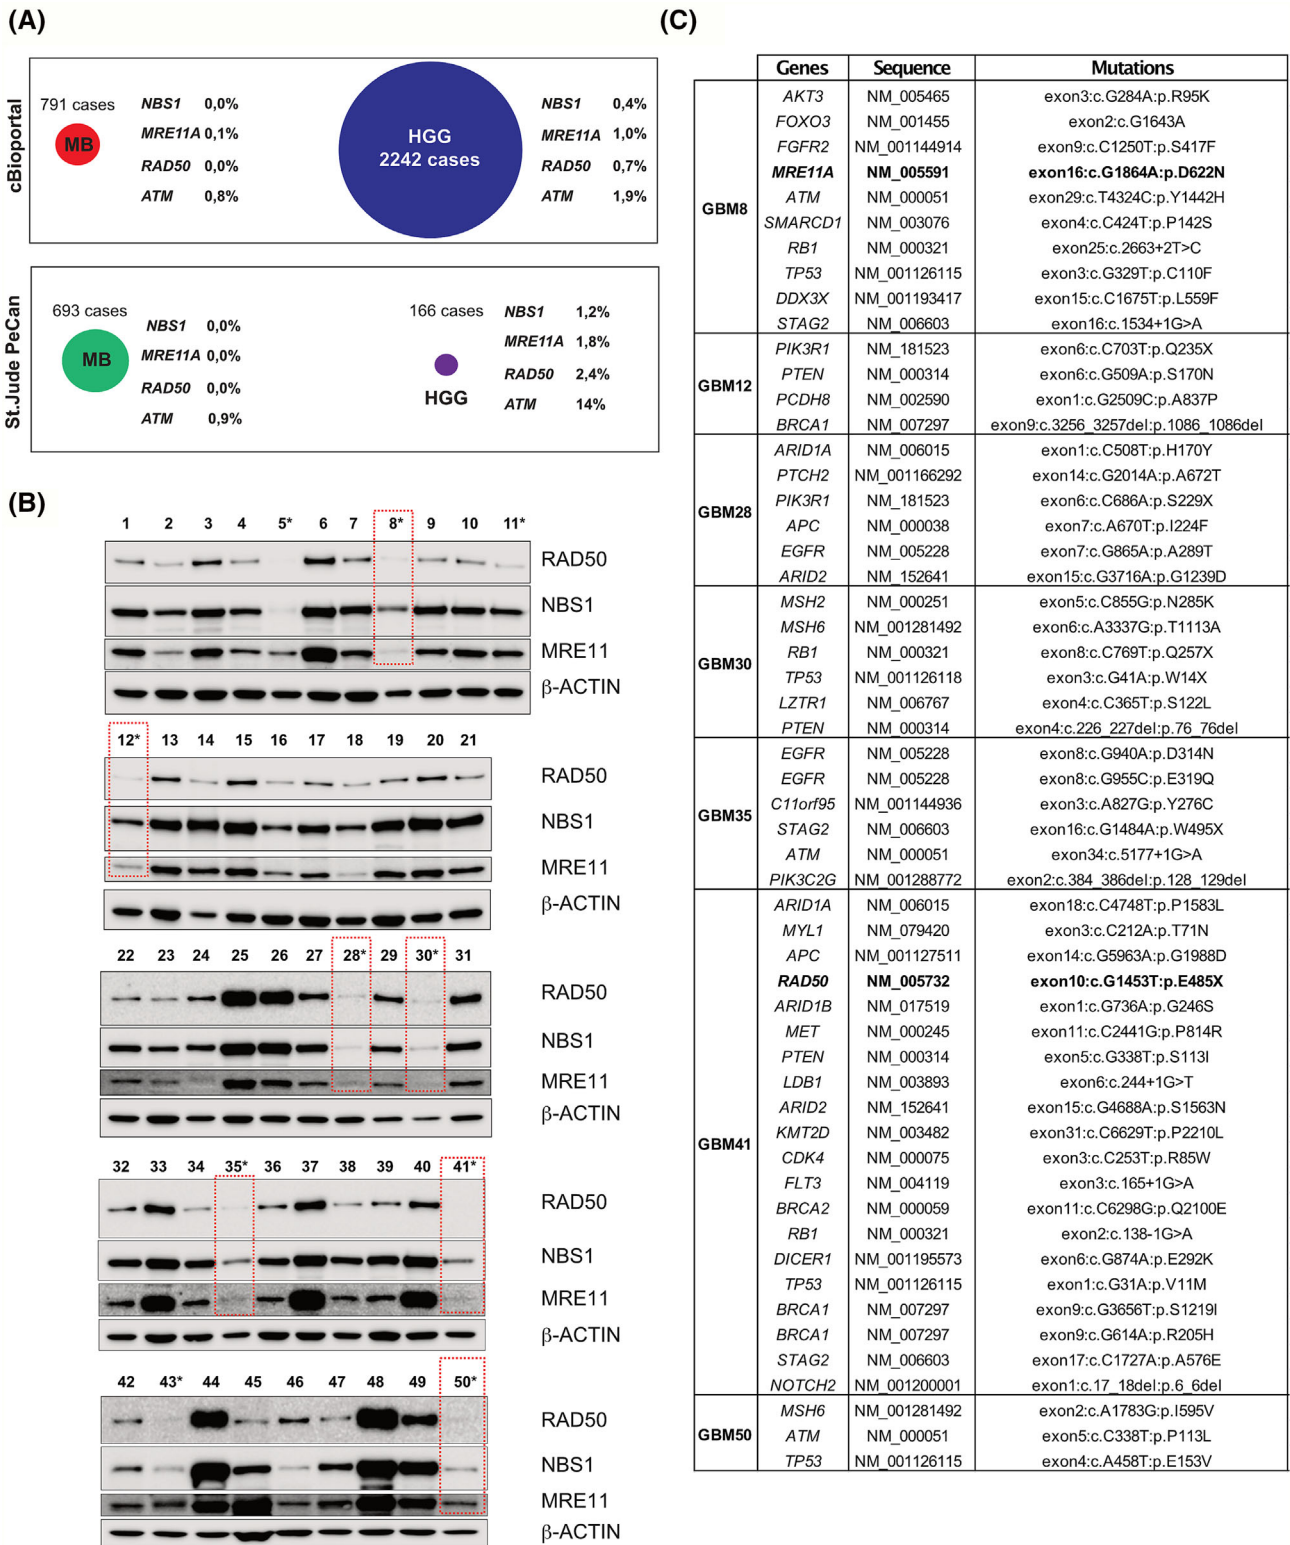 (A)
cBioportal
791 cases
MB
NBS1 0,0%
MRE11A 0,1%
RAD50 0,0%
ATM 0,8%
HGG
2242 cases
NBS1 0,4%
MRE11A 1,0%
RAD50 0,7%
ATM 1,9%
St.Jude PeCan
693 cases
MB
NBS1 0,0%
MRE11A 0,0%
RAD50 0,0%
ATM 0,9%
166 cases
HGG
NBS1 1,2%
MRE11A 1,8%
RAD50 2,4%
ATM 14%
(B)
1 2 3 4 5* 6 7 8* 9 10 11*
RAD50
NBS1
MRE11
β-ACTIN
12* 13 14 15 16 17 18 19 20 21
RAD50
NBS1
MRE11
β-ACTIN
22 23 24 25 26 27 28* 29 30* 31
RAD50
NBS1
MRE11
β-ACTIN
32 33 34 35* 36 37 38 39 40 41*
RAD50
NBS1
MRE11
β-ACTIN
42 43* 44 45 46 47 48 49 50*
RAD50
NBS1
MRE11
β-ACTIN
(C)
Genes Sequence Mutations
GBM8
AKT3 NM_005465 exon3:c.G284A:p.R95K
FOXO3 NM_001455 exon2:c.G1643A
FGFR2 NM_001144914 exon9:c.C1250T:p.S417F
MRE11A NM_005591 exon16:c.G1864A:p.D622N
ATM NM_000051 exon29:c.T4324C:p.Y1442H
SMARCD1 NM_003076 exon4:c.C424T:p.P142S
RB1 NM_000321 exon25:c.2663+2T>C
TP53 NM_001126115 exon3:c.G329T:p.C110F
DDX3X NM_001193417 exon15:c.C1675T:p.L559F
STAG2 NM_006603 exon16:c.1534+1G>A
GBM12
PIK3R1 NM_181523 exon6:c.C703T:p.Q235X
PTEN NM_000314 exon6:c.G509A:p.S170N
PCDH8 NM_002590 exon1:c.G2509C:p.A837P
BRCA1 NM_007297 exon9:c.3256_3257del:p.1086_1086del
GBM28
ARID1A NM_006015 exon1:c.C508T:p.H170Y
PTCH2 NM_001166292 exon14:c.G2014A:p.A672T
PIK3R1 NM_181523 exon6:c.C686A:p.S229X
APC NM_000038 exon7:c.A670T:p.I224F
EGFR NM_005228 exon7:c.G865A:p.A289T
ARID2 NM_152641 exon15:c.G3716A:p.G1239D
GBM30
MSH2 NM_000251 exon5:c.C855G:p.N285K
MSH6 NM_001281492 exon6:c.A3337G:p.T1113A
RB1 NM_000321 exon8:c.C769T:p.Q257X
TP53 NM_001126118 exon3:c.G41A:p.W14X
LZTR1 NM_006767 exon4:c.C365T:p.S122L
PTEN NM_000314 exon4:c.226_227del:p.76_76del
GBM35
EGFR NM_005228 exon8:c.G940A:p.D314N
EGFR NM_005228 exon8:c.G955C:p.E319Q
C11orf95 NM_001144936 exon3:c.A827G:p.Y276C
STAG2 NM_006603 exon16:c.G1484A:p.W495X
ATM NM_000051 exon34:c.5177+1G>A
PIK3C2G NM_001288772 exon2:c.384_386del:p.128_129del
GBM41
ARID1A NM_006015 exon18:c.C4748T:p.P1583L
MYL1 NM_079420 exon3:c.C212A:p.T71N
APC NM_001127511 exon14:c.G5963A:p.G1988D
RAD50 NM_005732 exon10:c.G1453T:p.E485X
ARID1B NM_017519 exon1:c.G736A:p.G246S
MET NM_000245 exon11:c.C2441G:p.P814R
PTEN NM_000314 exon5:c.G338T:p.S113I
LDB1 NM_003893 exon6:c.244+1G>T
ARID2 NM_152641 exon15:c.G4688A:p.S1563N
KMT2D NM_003482 exon31:c.C6629T:p.P2210L
CDK4 NM_000075 exon3:c.C253T:p.R85W
FLT3 NM_004119 exon3:c.165+1G>A
BRCA2 NM_000059 exon11:c.C6298G:p.Q2100E
RB1 NM_000321 exon2:c.138-1G>A
DICER1 NM_001195573 exon6:c.G874A:p.E292K
TP53 NM_001126115 exon1:c.G31A:p.V11M
BRCA1 NM_007297 exon9:c.G3656T:p.S1219I
BRCA1 NM_007297 exon9:c.G614A:p.R205H
STAG2 NM_006603 exon17:c.C1727A:p.A576E
NOTCH2 NM_001200001 exon1:c.17_18del:p.6_6del
GBM50
MSH6 NM_001281492 exon2:c.A1783G:p.I595V
ATM NM_000051 exon5:c.C338T:p.P113L
TP53 NM_001126115 exon4:c.A458T:p.E153V